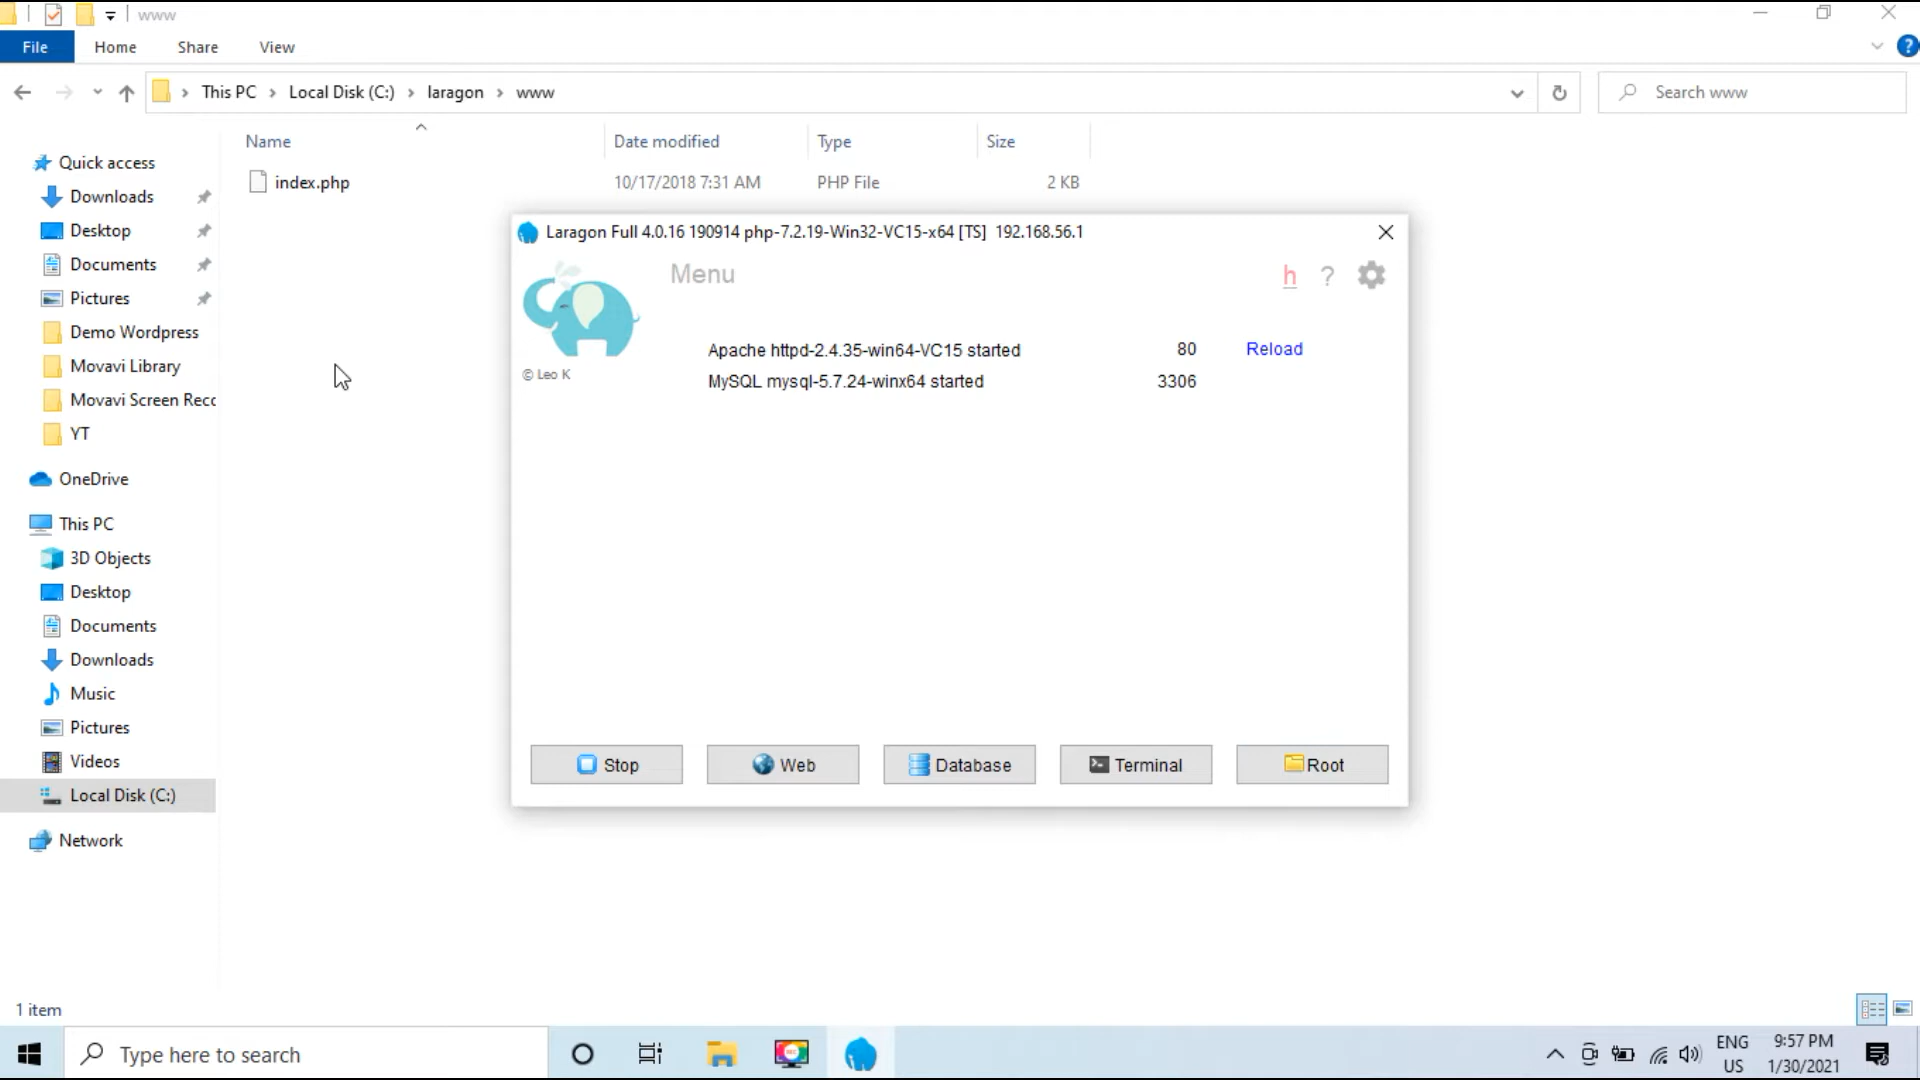 www
File Home Share View
This PC Local Disk (C:) laragon www
Search www
Name Date modified Type Size
index.php 10/17/2018 7:31 AM PHP File 2 KB
Quick access
Downloads
Desktop
Documents
Pictures
Demo Wordpress
Movavi Library
Movavi Screen Recc
YT
OneDrive
This PC
3D Objects
Desktop
Documents
Downloads
Music
Pictures
Videos
Local Disk (C:)
Network
Laragon Full 4.0.16 190914 php-7.2.19-Win32-VC15-x64 [TS] 192.168.56.1
Menu
h ?
© Leo K
Apache httpd-2.4.35-win64-VC15 started 80 Reload
MySQL mysql-5.7.24-winx64 started 3306
Stop Web Database Terminal Root
1 item
Type here to search
ENG
US
9:57 PM
1/30/2021